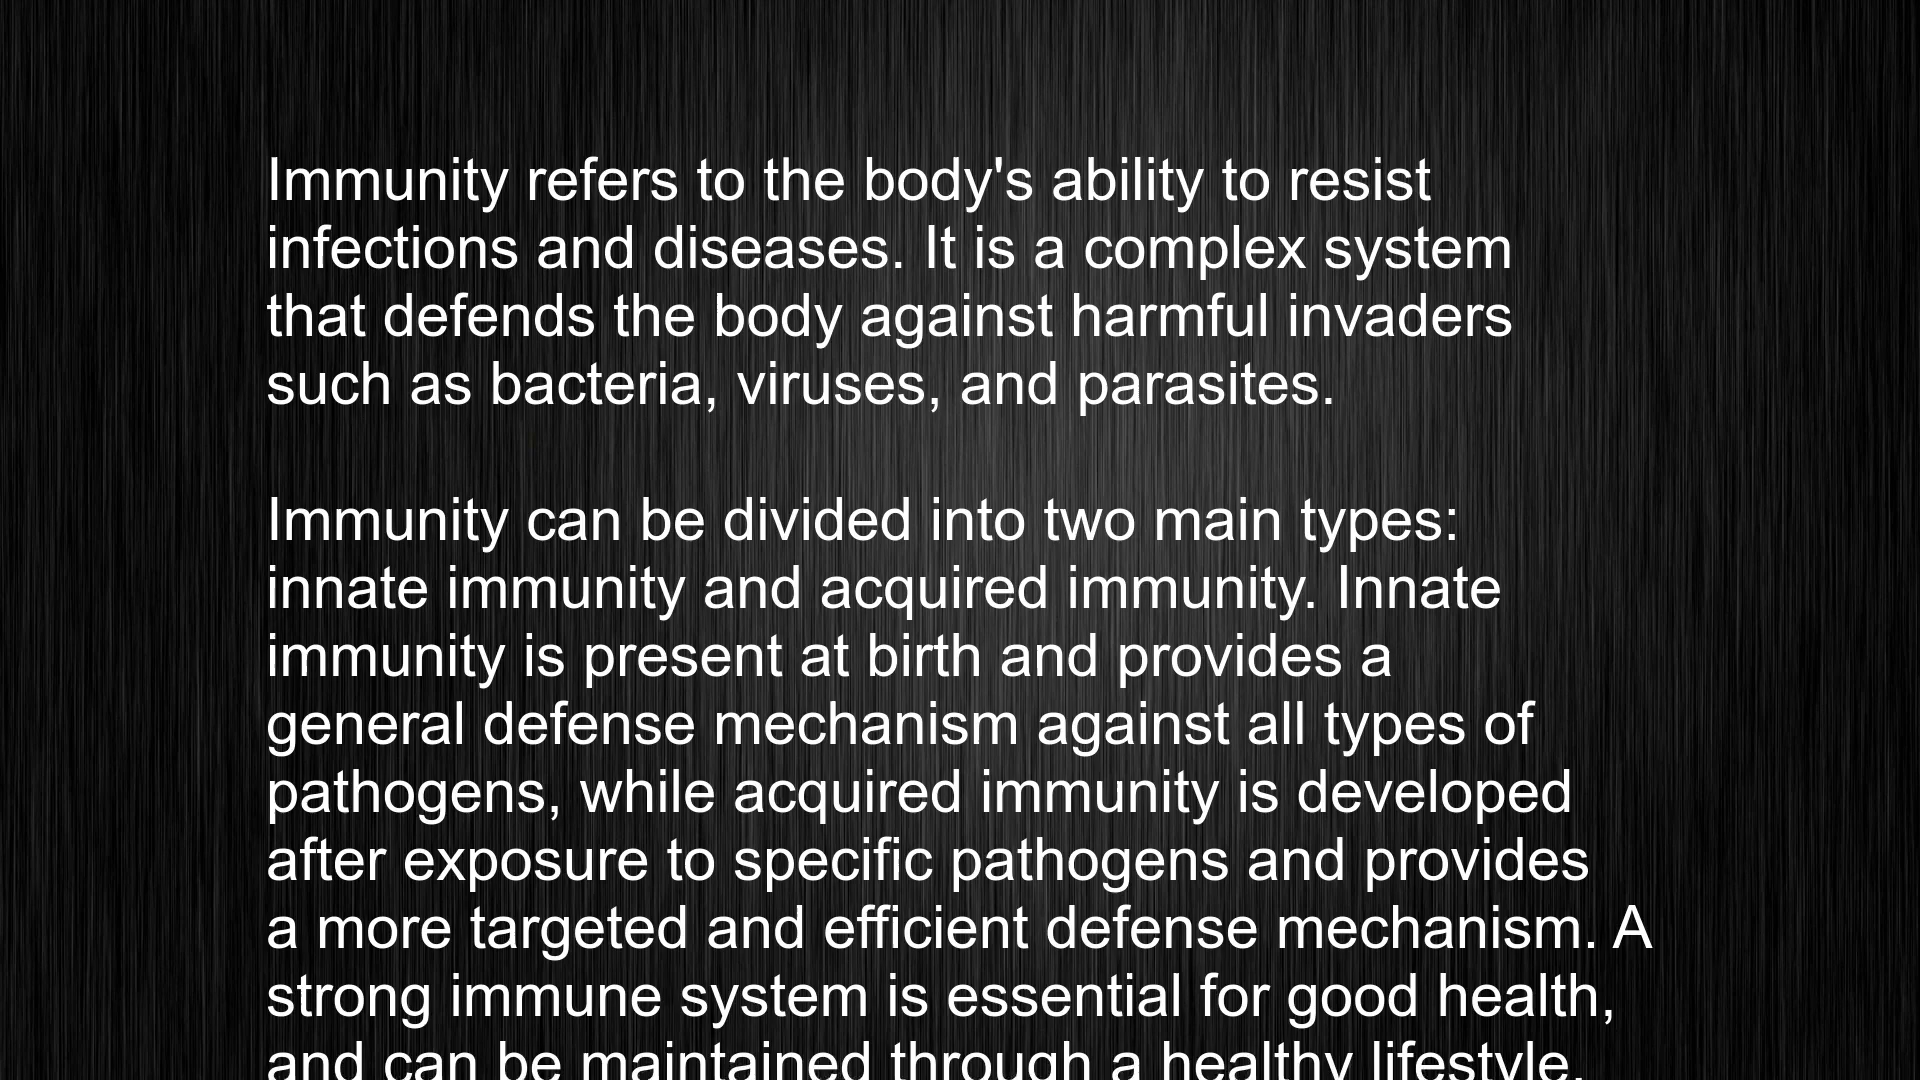 Immunity refers to the body's ability to resist
infections and diseases. It is a complex system
that defends the body against harmful invaders
such as bacteria, viruses, and parasites.
Immunity can be divided into two main types:
innate immunity and acquired immunity. Innate
immunity is present at birth and provides a
general defense mechanism against all types of
pathogens, while acquired immunity is developed
after exposure to specific pathogens and provides
a more targeted and efficient defense mechanism. A
strong immune system is essential for good health,
and can be maintained through a healthy lifestyle,